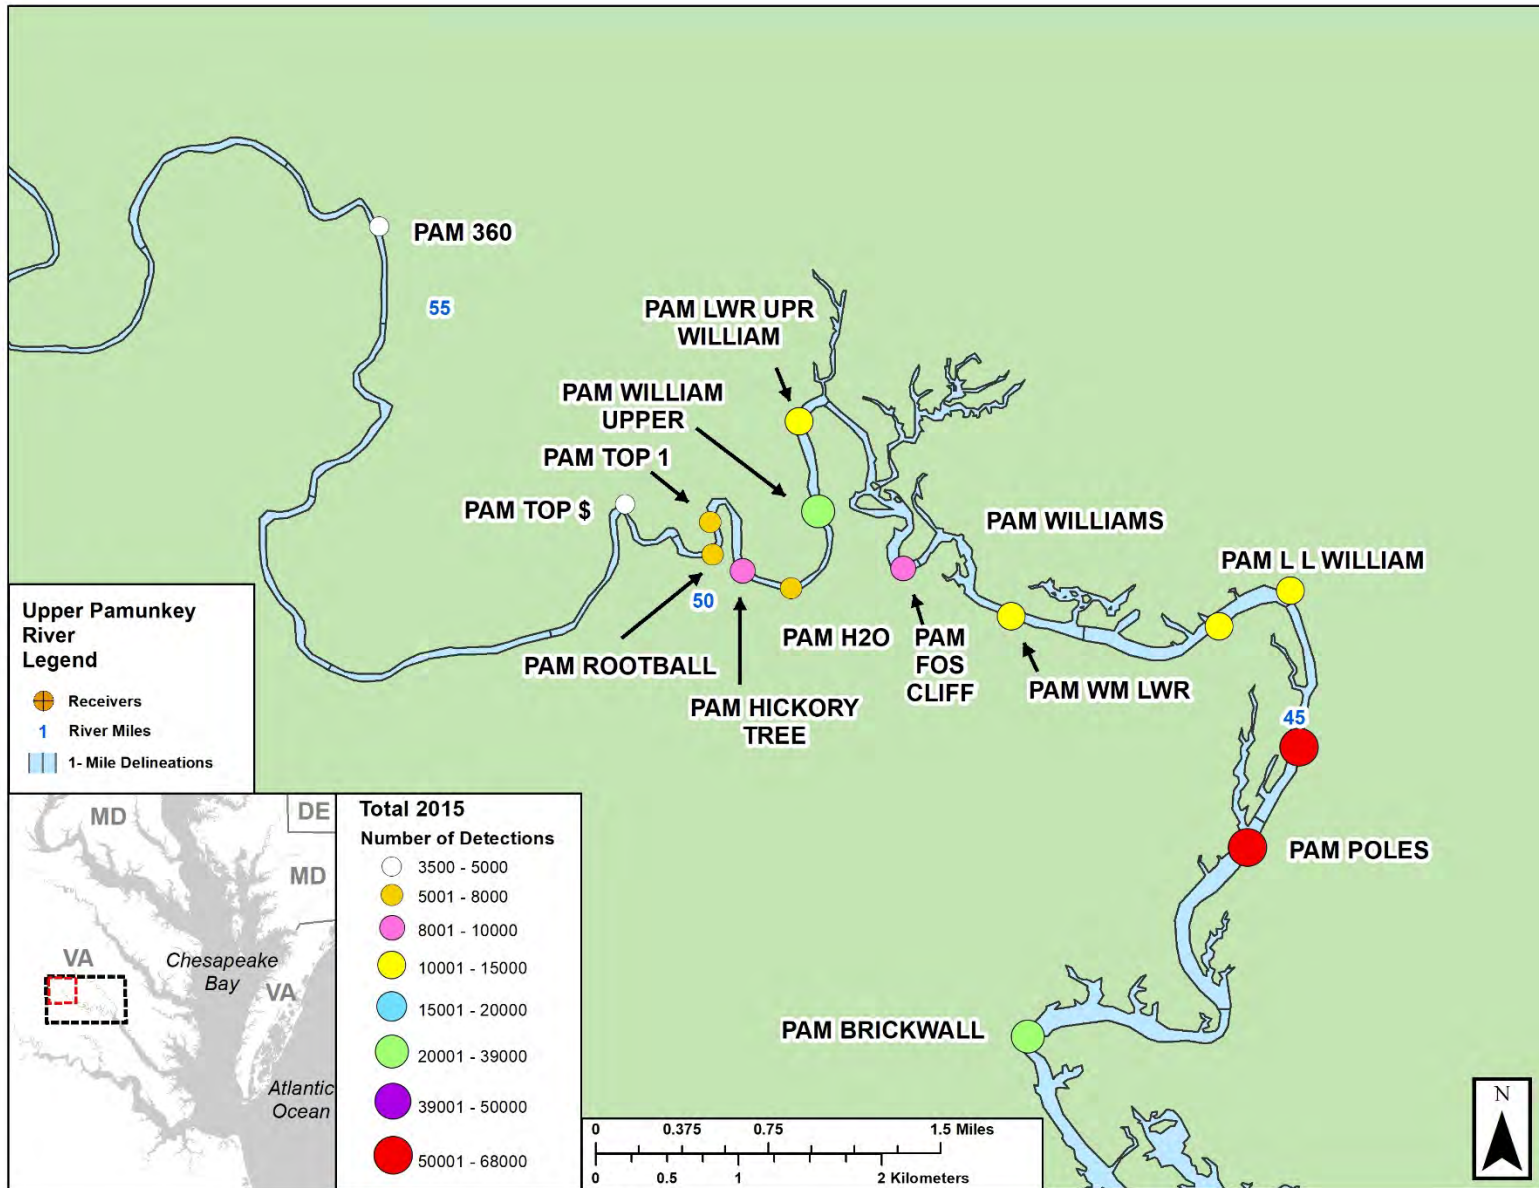 PAM 360
55
PAM LWR UPR
WILLIAM
PAM WILLIAM
UPPER
PAM TOP 1
PAM TOP $
PAM WILLIAMS
PAM L L WILLIAM
50
PAM ROOTBALL
PAM HICKORY
TREE
PAM H2O
PAM
FOS
CLIFF
PAM WM LWR
45
PAM POLES
PAM BRICKWALL
Upper Pamunkey
River
Legend
Receivers
1 River Miles
1- Mile Delineations
MD
DE
MD
VA
Chesapeake
Bay
VA
Atlantic
Ocean
Total 2015
Number of Detections
3500 - 5000
5001 - 8000
8001 - 10000
10001 - 15000
15001 - 20000
20001 - 39000
39001 - 50000
50001 - 68000
0 0.375 0.75 1.5 Miles
0 0.5 1 2 Kilometers
N